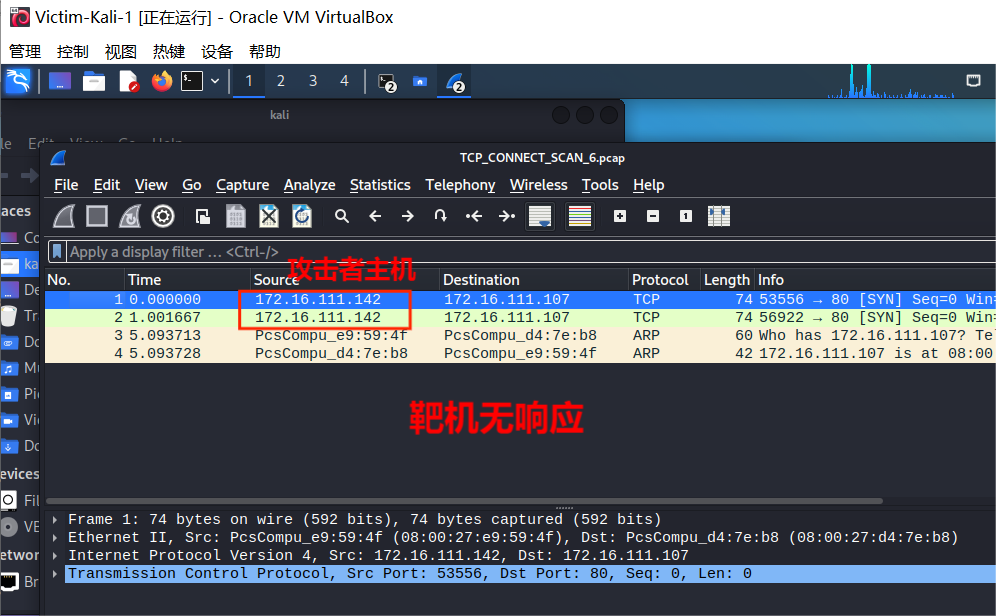 Victim-Kali-1 [正在运行] - Oracle VM VirtualBox
管理 控制 视图 热键 设备 帮助
1 2 3 4 2 2
kali
TCP_CONNECT_SCAN_6.pcap
File Edit View Go Capture Analyze Statistics Telephony Wireless Tools Help
Apply a display filter … <Ctrl-/>
攻击者主机
No. Time Source Destination Protocol Length Info
1 0.000000 172.16.111.142 172.16.111.107 TCP 74 53556 → 80 [SYN] Seq=0 Win=
2 1.001667 172.16.111.142 172.16.111.107 TCP 74 56922 → 80 [SYN] Seq=0 Win=
3 5.093713 PcsCompu_e9:59:4f PcsCompu_d4:7e:b8 ARP 60 Who has 172.16.111.107? Te
4 5.093728 PcsCompu_d4:7e:b8 PcsCompu_e9:59:4f ARP 42 172.16.111.107 is at 08:00
靶机无响应
Frame 1: 74 bytes on wire (592 bits), 74 bytes captured (592 bits)
Ethernet II, Src: PcsCompu_e9:59:4f (08:00:27:e9:59:4f), Dst: PcsCompu_d4:7e:b8 (08:00:27:d4:7e:b8)
Internet Protocol Version 4, Src: 172.16.111.142, Dst: 172.16.111.107
Transmission Control Protocol, Src Port: 53556, Dst Port: 80, Seq: 0, Len: 0